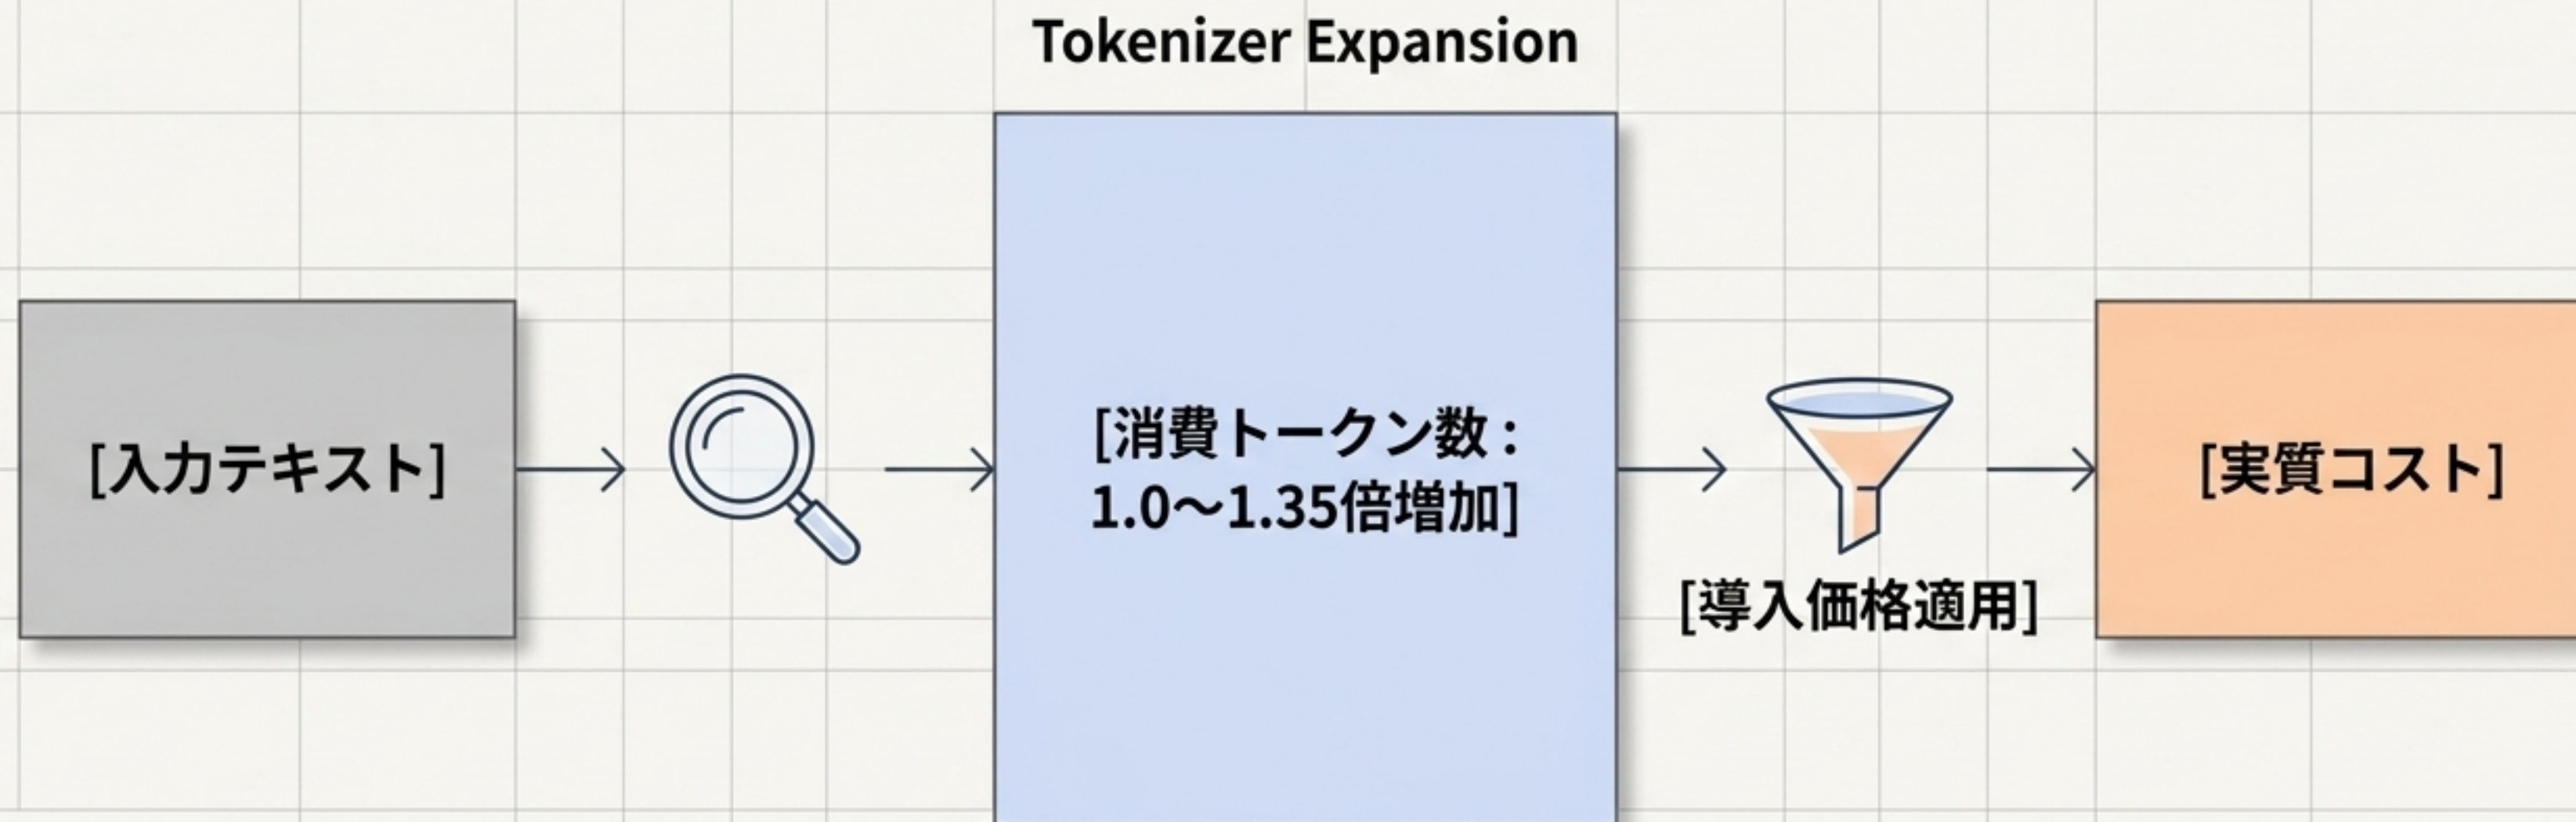 Tokenizer Expansion
[入力テキスト]
[消費トークン数：
1.0～1.35倍増加]
[導入価格適用]
[実質コスト]